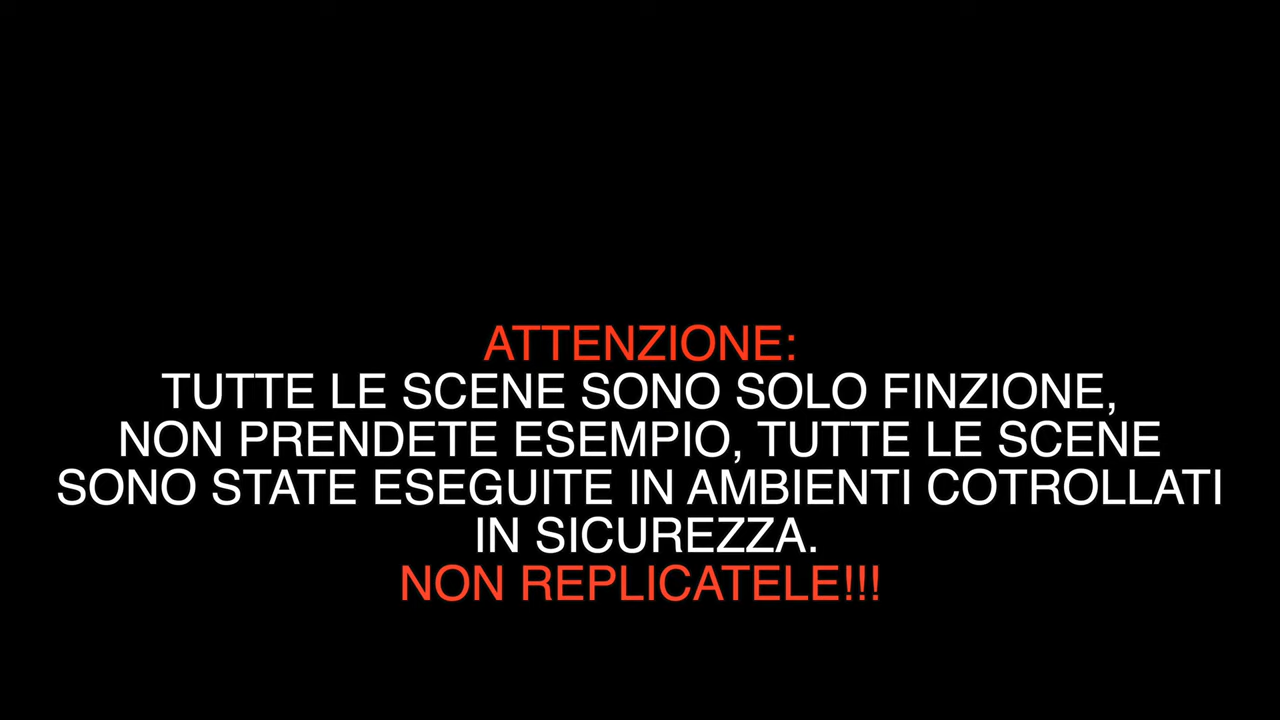 ATTENZIONE:
TUTTE LE SCENE SONO SOLO FINZIONE,
NON PRENDETE ESEMPIO, TUTTE LE SCENE
SONO STATE ESEGUITE IN AMBIENTI COTROLLATI
IN SICUREZZA.
NON REPLICATELE!!!